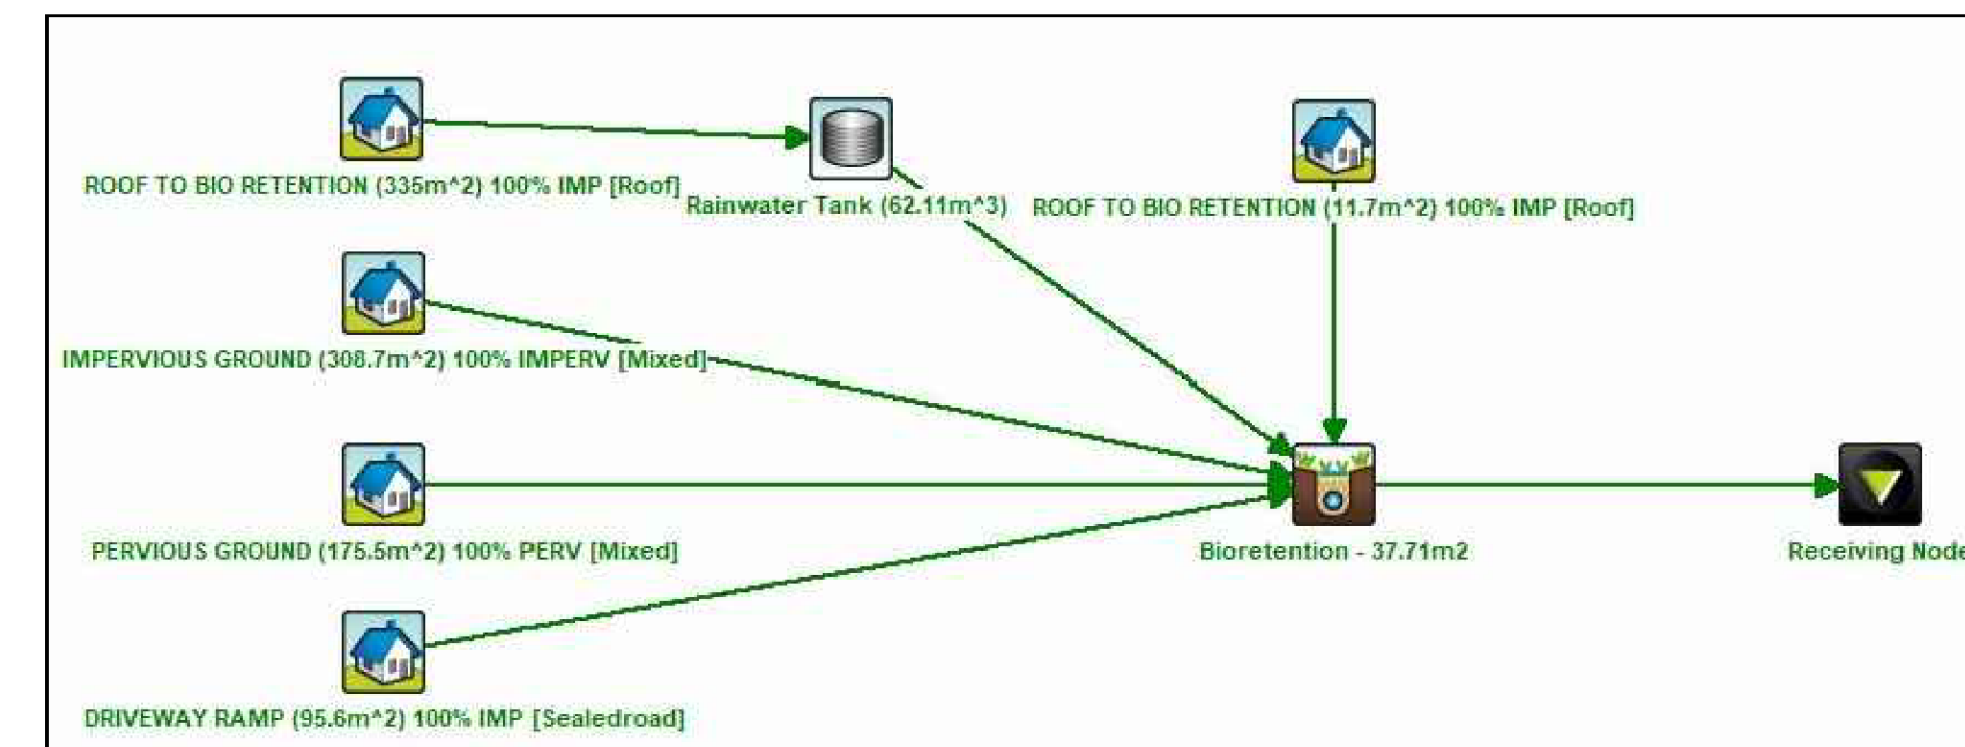 ROOF TO BIO RETENTION (335m^2) 100% IMP [Roof]
Rainwater Tank (62.11m^3)
ROOF TO BIO RETENTION (11.7m^2) 100% IMP [Roof]
IMPERVIOUS GROUND (308.7m^2) 100% IMPERV [Mixed]
PERVIOUS GROUND (175.5m^2) 100% PERV [Mixed]
Bioretention - 37.71m2
Receiving Node
DRIVEWAY RAMP (95.6m^2) 100% IMP [Sealedroad]